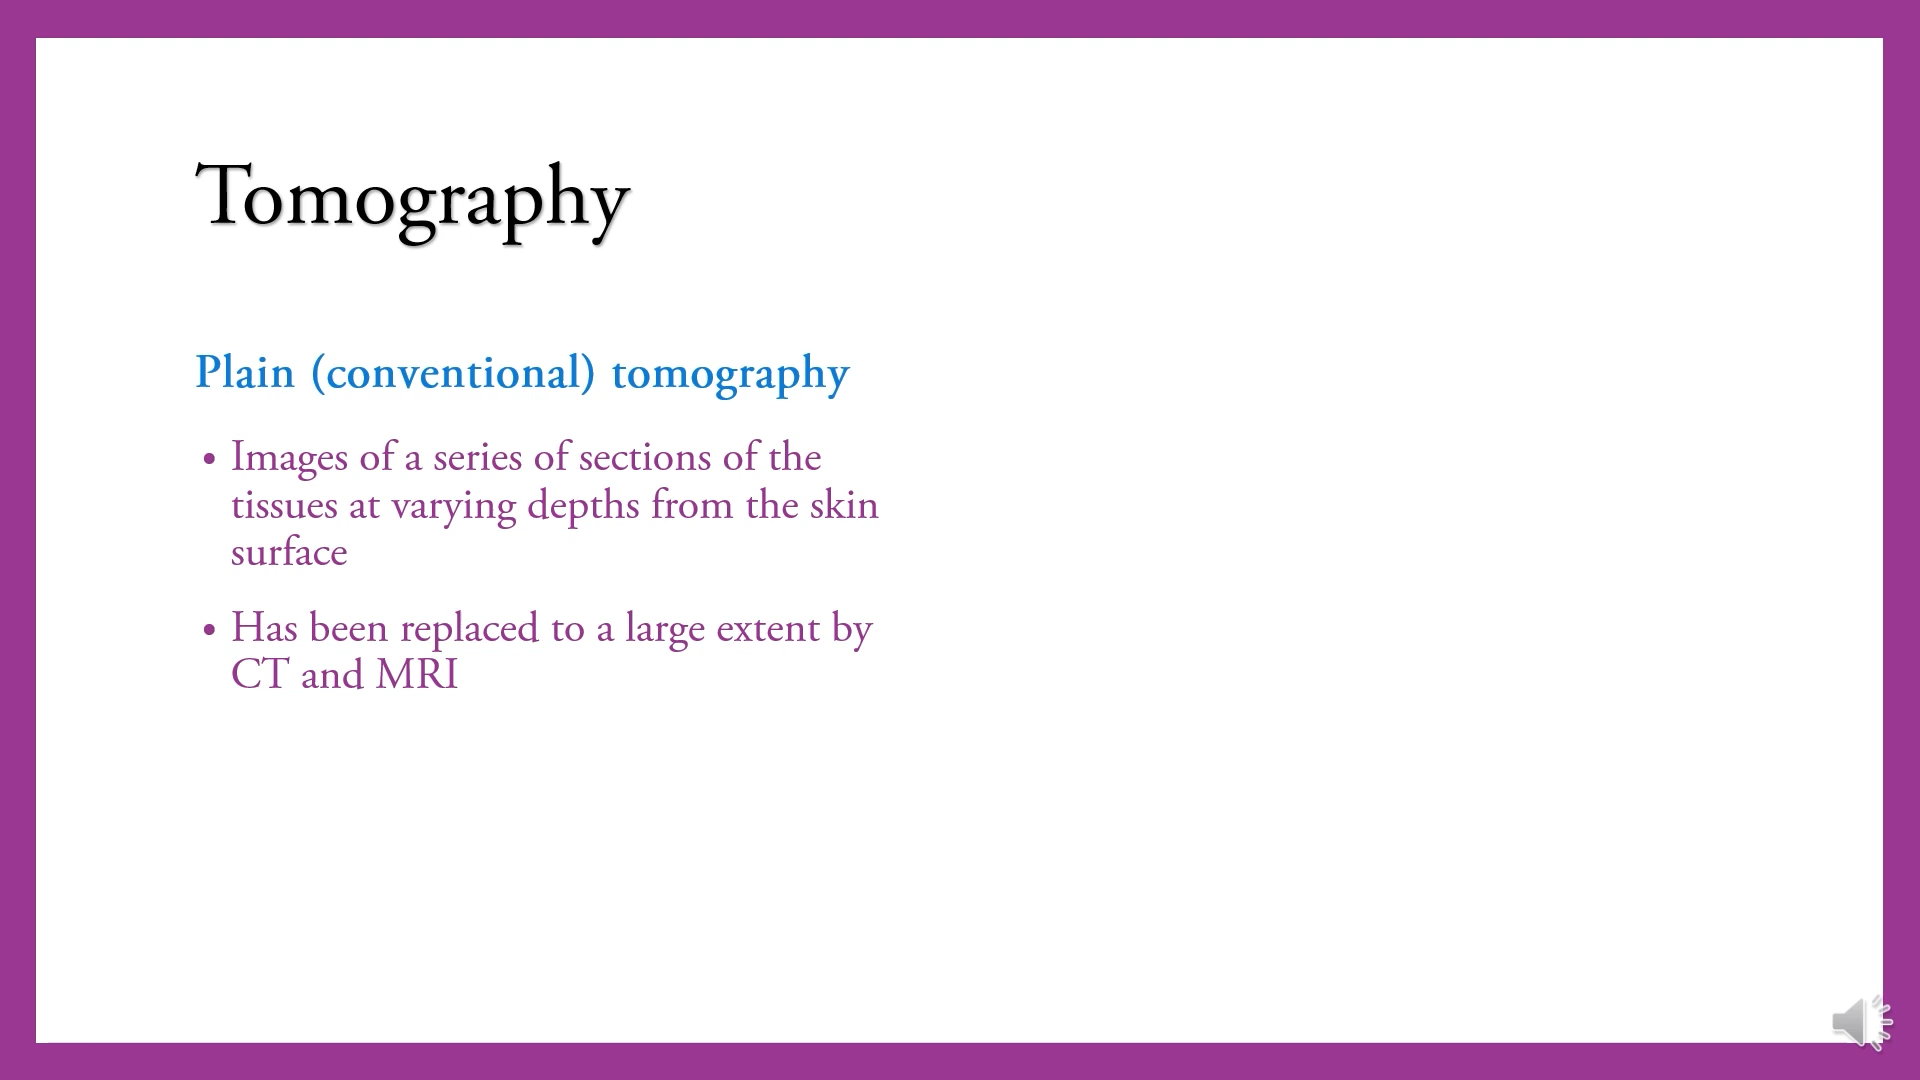 Tomography
Plain (conventional) tomography
• Images of a series of sections of the
tissues at varying depths from the skin
surface
• Has been replaced to a large extent by
CT and MRI